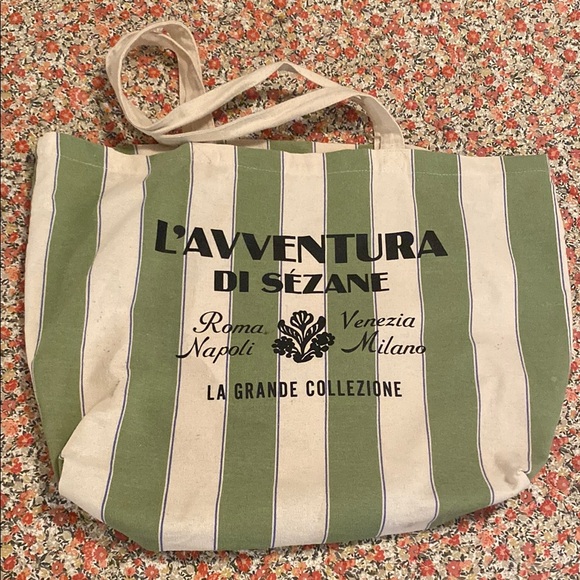 L'AVVENTURA
DI SÉZANE
Roma Venezia
Napoli Milano
LA GRANDE COLLEZIONE